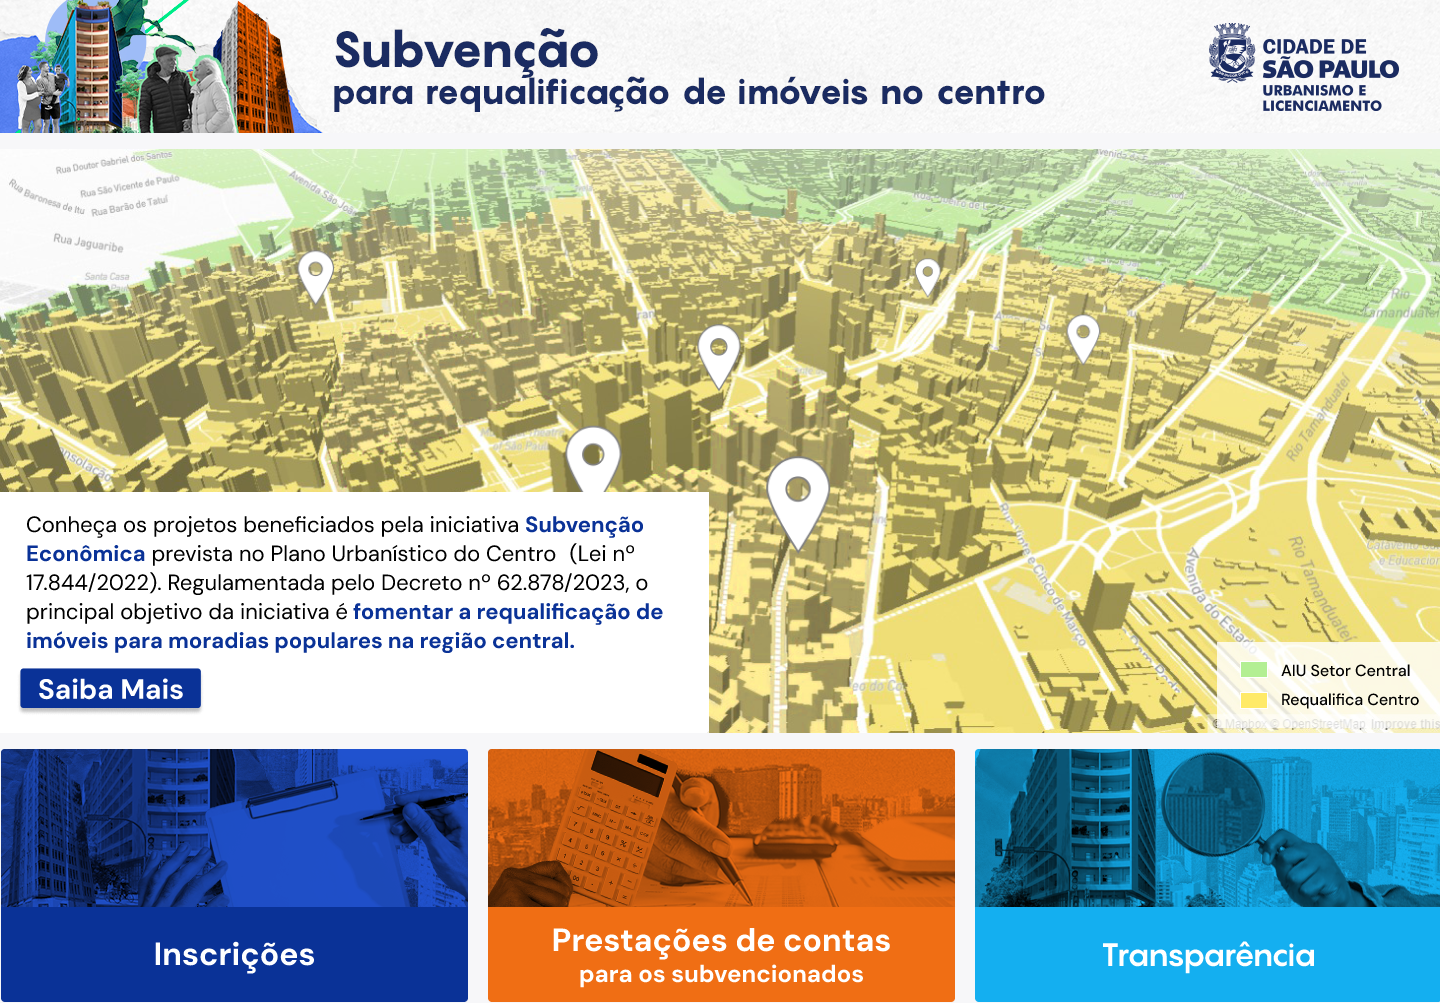 Subvenção
para requalificação de imóveis no centro
CIDADE DE
SÃO PAULO
URBANISMO E
LICENCIAMENTO
Rua Doutor Gabriel dos Santos
Rua São Vicente de Paulo
Rua Baronesa de Itu
Rua Barão de Tatuí
Rua Jaguaribe
Santa Casa
Avenida São João
Rio
Tamanduateí
Rio Tamanduateí
Rua Vinte e Cinco de Março
Avenida do Estado
Rio Tamanduateí
Conheça os projetos beneficiados pela iniciativa Subvenção
Econômica prevista no Plano Urbanístico do Centro (Lei nº
17.844/2022). Regulamentada pelo Decreto nº 62.878/2023, o
principal objetivo da iniciativa é fomentar a requalificação de
imóveis para moradias populares na região central.
Saiba Mais
AIU Setor Central
Requalifica Centro
© Mapbox © OpenStreetMap Improve this
Inscrições
Prestações de contas
para os subvencionados
Transparência